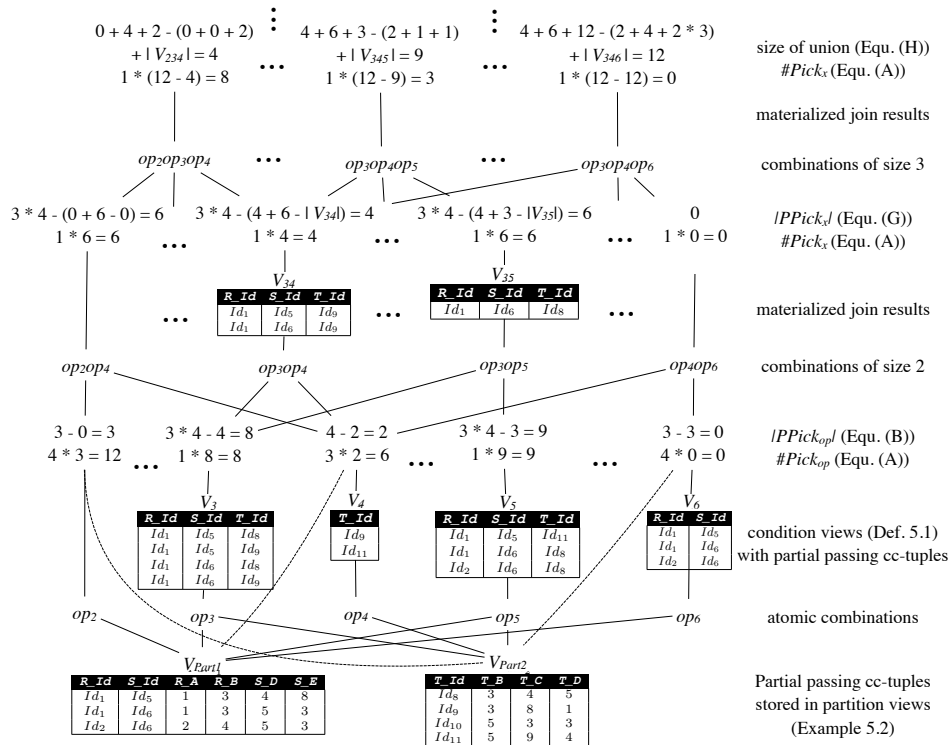 0 + 4 + 2 - (0 + 0 + 2) 4 + 6 + 3 - (2 + 1 + 1) 4 + 6 + 12 - (2 + 4 + 2 * 3) size of union (Equ. (H))
+ | V234| = 4 ... + | V345| = 9 ... + | V346| = 12 #Pickx (Equ. (A))
1 * (12 - 4) = 8 1 * (12 - 9) = 3 1 * (12 - 12) = 0
materialized join results
op2op3op4 ... op3op4op5 ... op3op4op6 combinations of size 3
3 * 4 - (0 + 6 - 0) = 6 3 * 4 - (4 + 6 - | V34|) = 4 3 * 4 - (4 + 3 - |V35|) = 6 0 |PPickx| (Equ. (G))
1 * 6 = 6 ... 1 * 4 = 4 ... 1 * 6 = 6 ... 1 * 0 = 0 #Pickx (Equ. (A))
V34 V35
R_Id S_Id T_Id R_Id S_Id T_Id
Id1 Id5 Id9 Id1 Id6 Id8
Id1 Id6 Id9
... ... ... materialized join results
op2op4 op3op4 op3op5 op4op6 combinations of size 2
3 - 0 = 3 3 * 4 - 4 = 8 4 - 2 = 2 3 * 4 - 3 = 9 3 - 3 = 0 |PPickop| (Equ. (B))
4 * 3 = 12 ... 1 * 8 = 8 3 * 2 = 6 ... 1 * 9 = 9 ... 4 * 0 = 0 #Pickop (Equ. (A))
V3 V4 V5 V6
R_Id S_Id T_Id T_Id R_Id S_Id T_Id R_Id S_Id
Id1 Id5 Id8 Id9 Id1 Id5 Id11 Id1 Id5 condition views (Def. 5.1)
Id1 Id5 Id9 Id11 Id1 Id6 Id8 Id1 Id6 with partial passing cc-tuples
Id1 Id6 Id8 Id2 Id6 Id8 Id2 Id6
Id1 Id6 Id9
op2 op3 op4 op5 op6 atomic combinations
VPart1 VPart2
R_Id S_Id R_A R_B S_D S_E T_Id T_B T_C T_D Partial passing cc-tuples
Id1 Id5 1 3 4 8 Id8 3 4 5 stored in partition views
Id1 Id6 1 3 5 3 Id9 3 8 1 (Example 5.2)
Id2 Id6 2 4 5 3 Id10 5 3 3
Id11 5 9 4